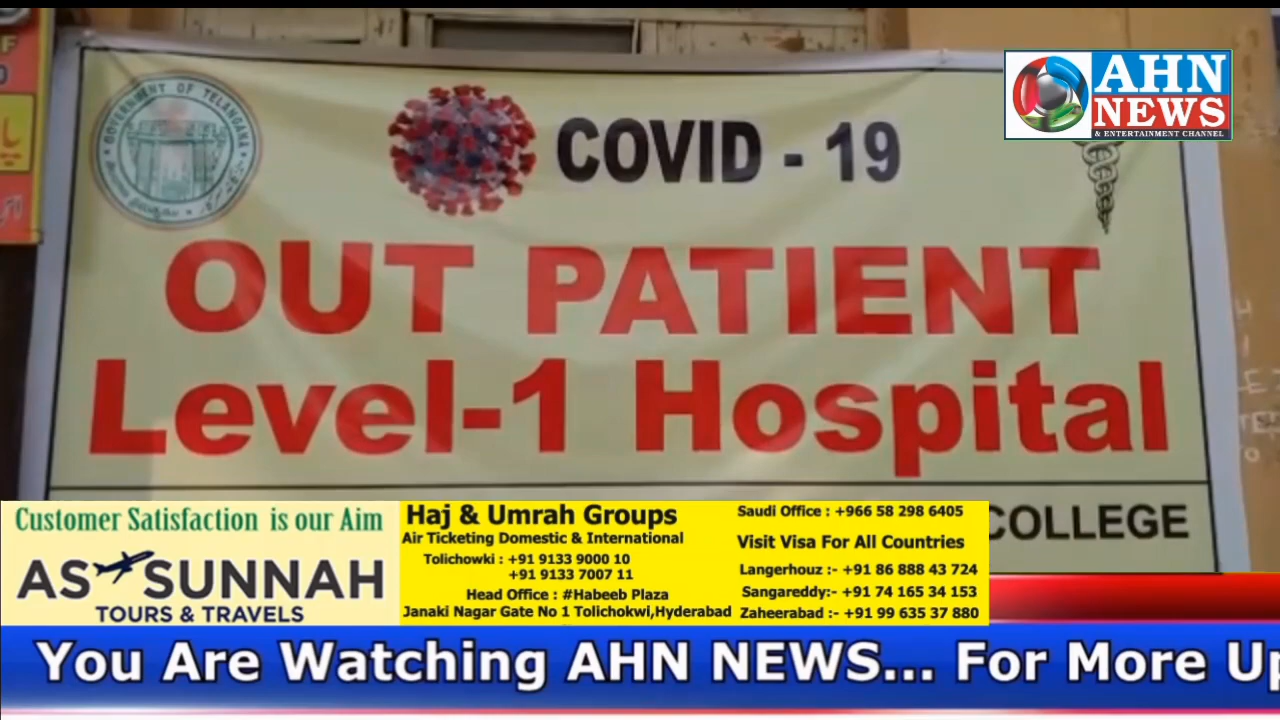 GOVERNMENT OF TELANGANA
COVID - 19
OUT PATIENT
Level-1 Hospital
COLLEGE
AHN
NEWS
& ENTERTAINMENT CHANNEL
Customer Satisfaction is our Aim
AS SUNNAH
TOURS & TRAVELS
Haj & Umrah Groups
Air Ticketing Domestic & International
Tolichowki : +91 9133 9000 10
+91 9133 7007 11
Head Office : #Habeeb Plaza
Janaki Nagar Gate No 1 Tolichokwi,Hyderabad
Saudi Office : +966 58 298 6405
Visit Visa For All Countries
Langerhouz :- +91 86 888 43 724
Sangareddy:- +91 74 165 34 153
Zaheerabad :- +91 99 635 37 880
You Are Watching AHN NEWS... For More Up